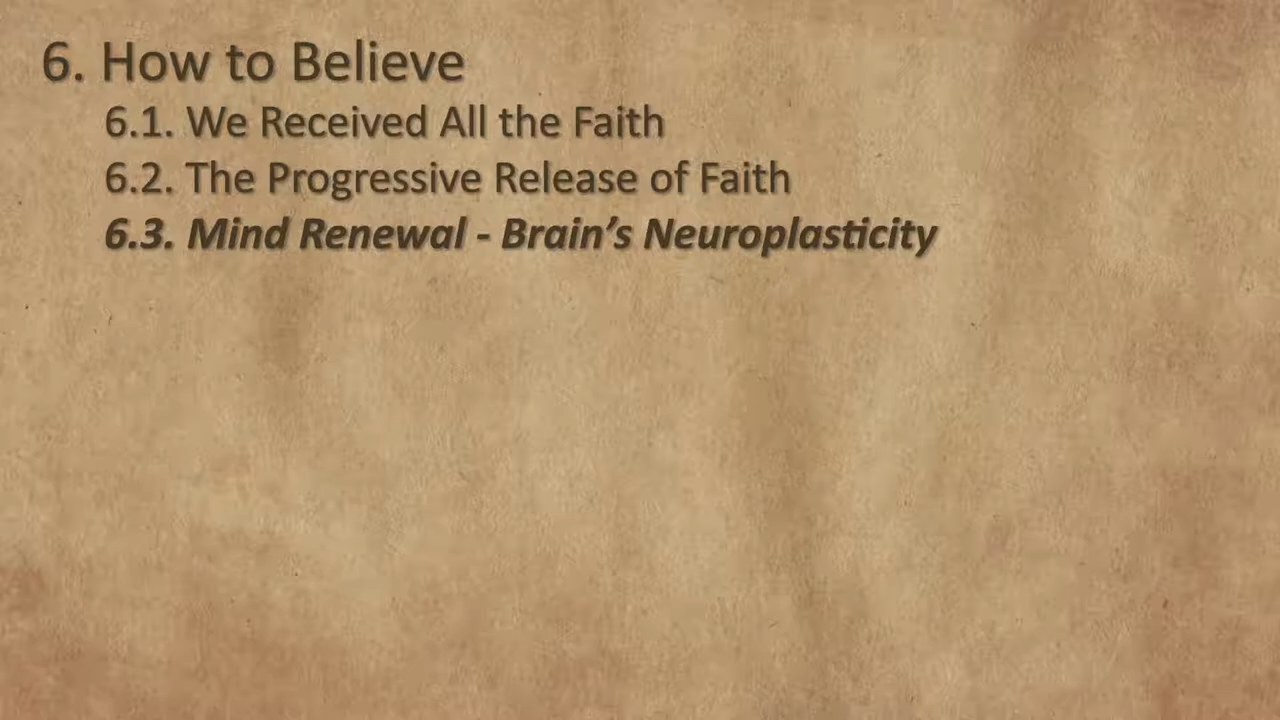 6. How to Believe
6.1. We Received All the Faith
6.2. The Progressive Release of Faith
6.3. Mind Renewal - Brain’s Neuroplasticity